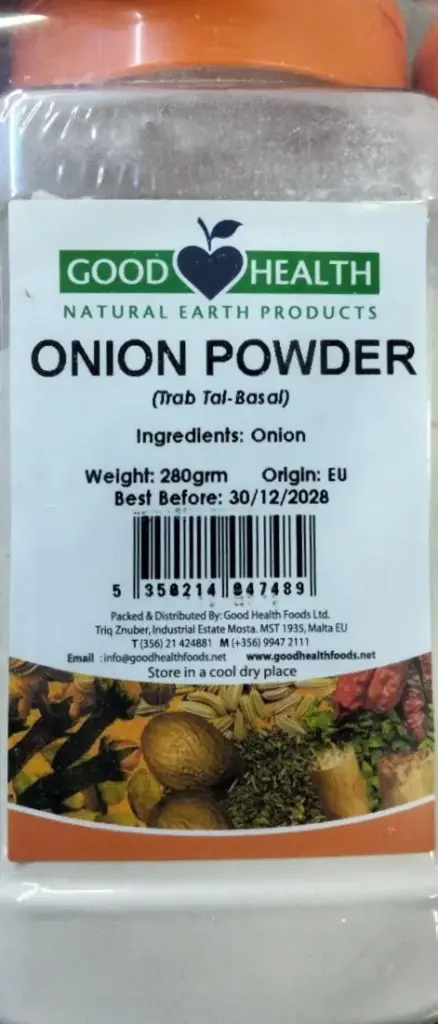 GOOD HEALTH
NATURAL EARTH PRODUCTS
ONION POWDER
(Trab Tal-Basal)
Ingredients: Onion
Weight: 280grm Origin: EU
Best Before: 30/12/2028
5 356214 947489
Packed & Distributed By: Good Health Foods Ltd.
Triq Znuber, Industrial Estate Mosta. MST 1935, Malta EU
T (356) 21 424881 M (+356) 9947 2111
Email : info@goodhealthfoods.net www.goodhealthfoods.net
Store in a cool dry place